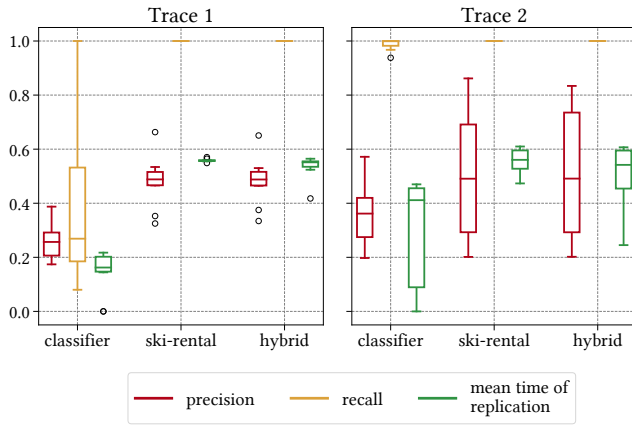 Trace 1
Trace 2
1.0
0.8
0.6
0.4
0.2
0.0
classifier
ski-rental
hybrid
classifier
ski-rental
hybrid
precision
recall
mean time of
replication